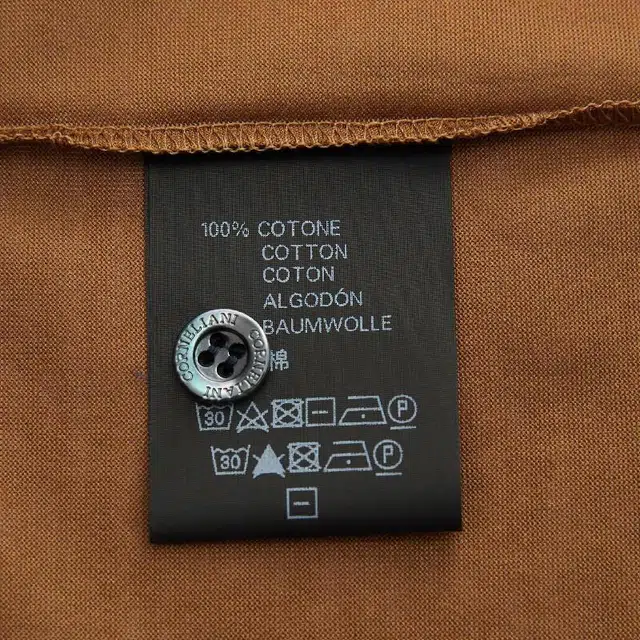 100% COTONE
COTTON
COTON
ALGODÓN
BAUMWOLLE
棉
CORNELIANI CORNELIANI
30 P
30 P